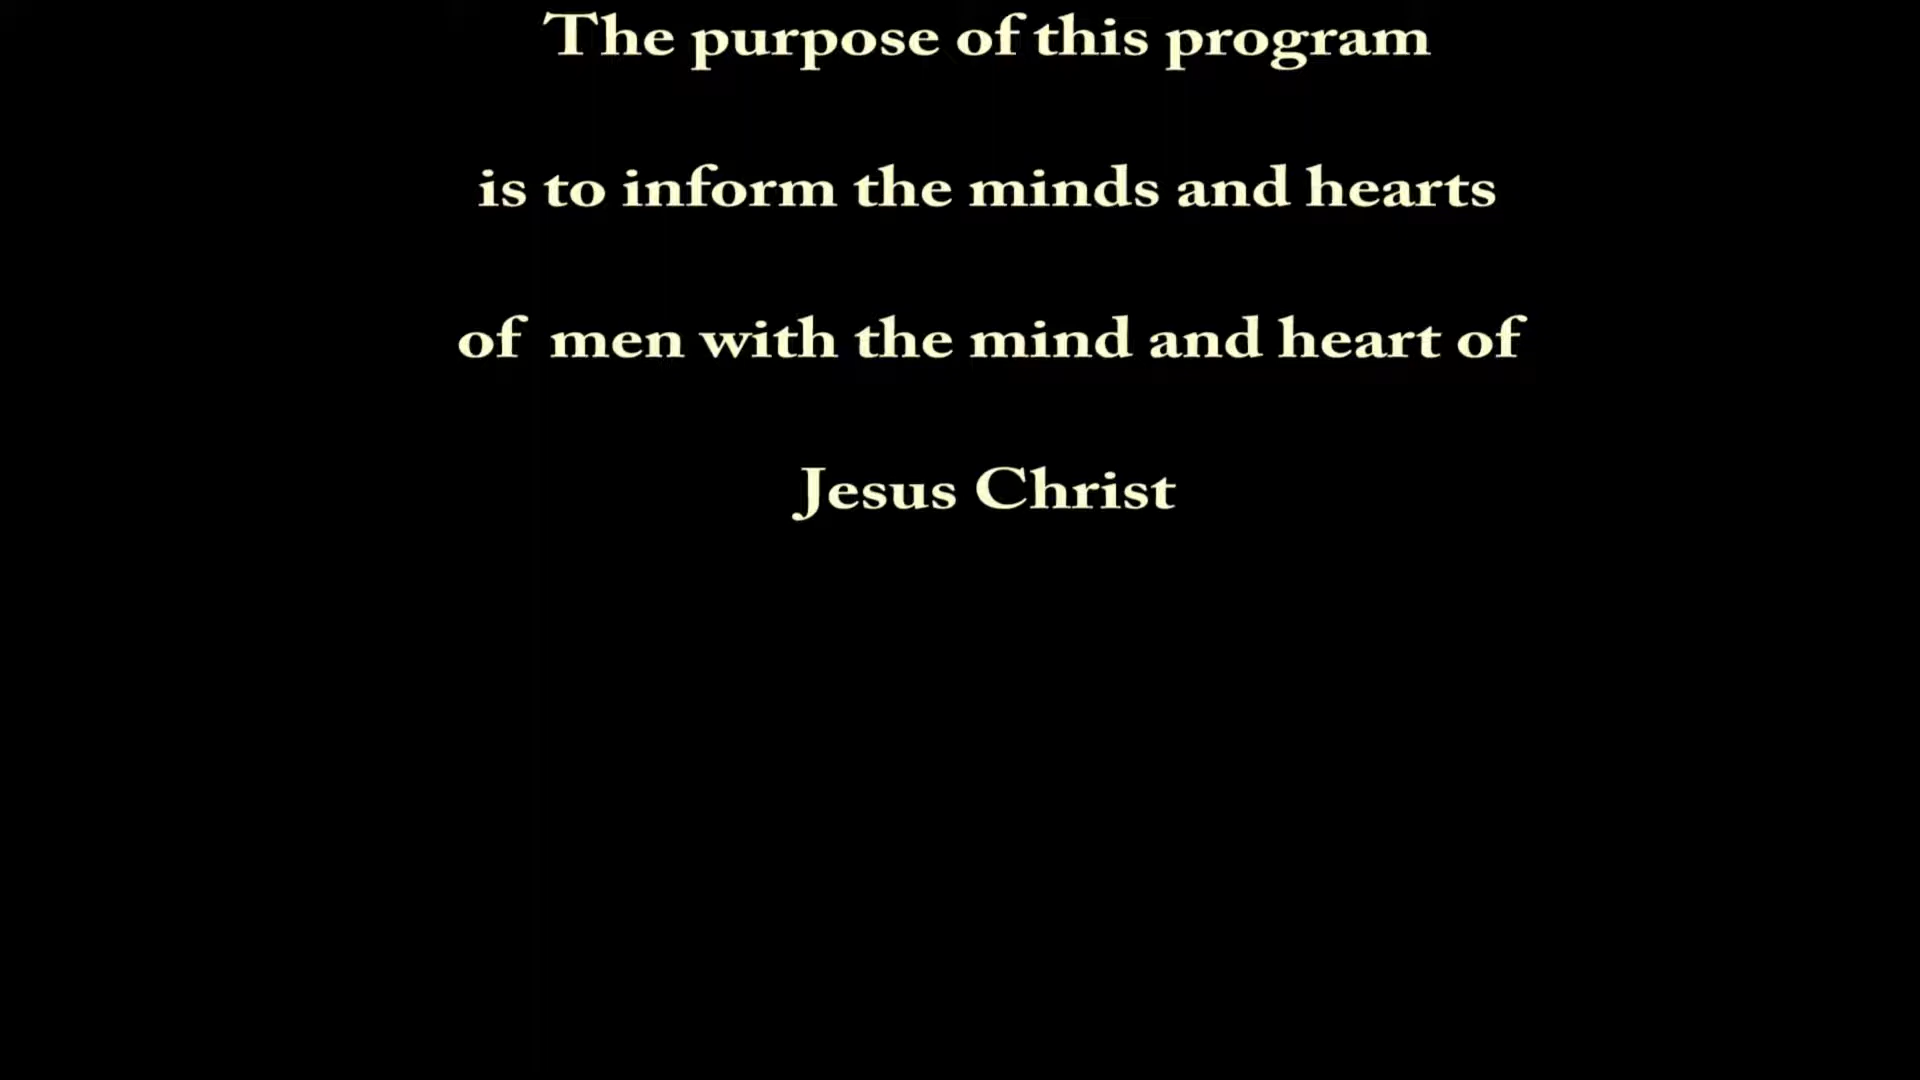 The purpose of this program
is to inform the minds and hearts
of men with the mind and heart of
Jesus Christ